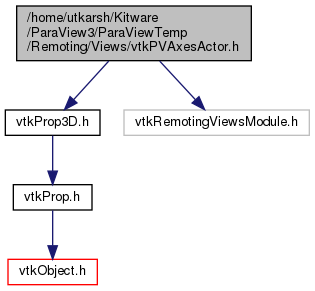 /home/utkarsh/Kitware
/ParaView3/ParaViewTemp
/Remoting/Views/vtkPVAxesActor.h
vtkProp3D.h
vtkRemotingViewsModule.h
vtkProp.h
vtkObject.h